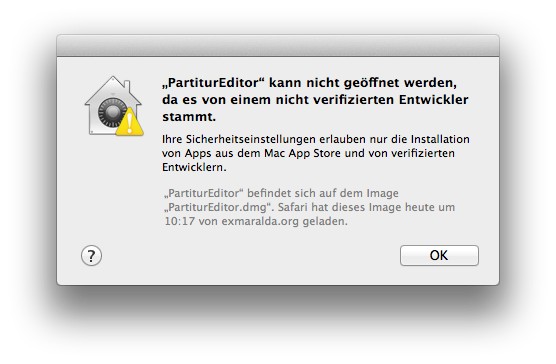 „PartiturEditor“ kann nicht geöffnet werden,
da es von einem nicht verifizierten Entwickler
stammt.
Ihre Sicherheitseinstellungen erlauben nur die Installation
von Apps aus dem Mac App Store und von verifizierten
Entwicklern.
„PartiturEditor“ befindet sich auf dem Image
„PartiturEditor.dmg“. Safari hat dieses Image heute um
10:17 von exmaralda.org geladen.
?
OK